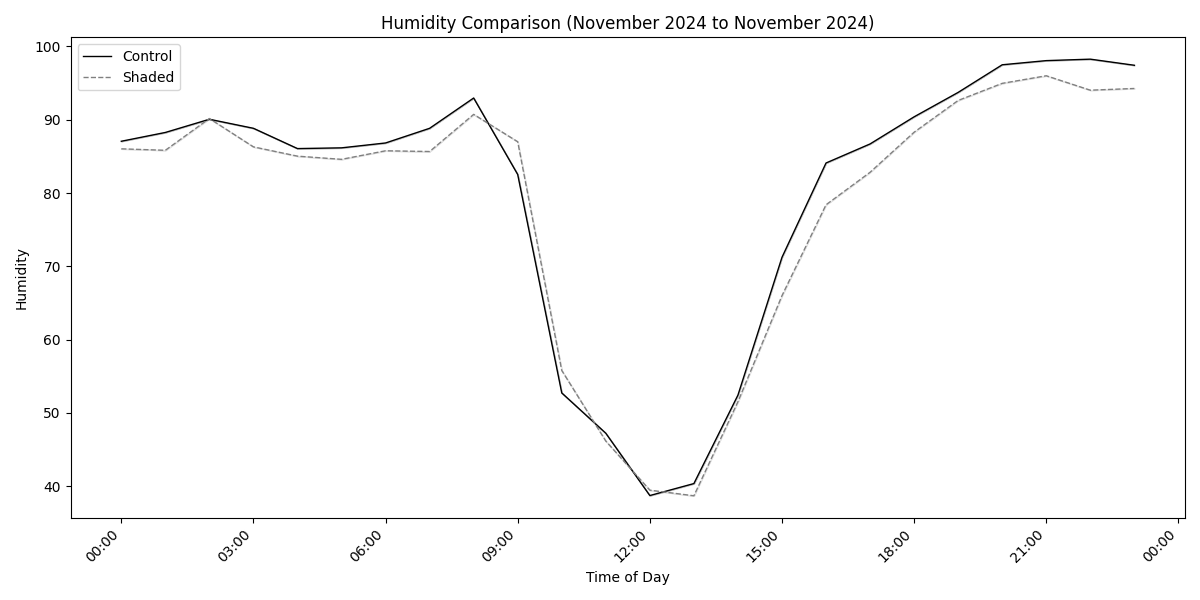 Humidity Comparison (November 2024 to November 2024)
Control
Shaded
Humidity
100
90
80
70
60
50
40
00:00 03:00 06:00 09:00 12:00 15:00 18:00 21:00 00:00
Time of Day